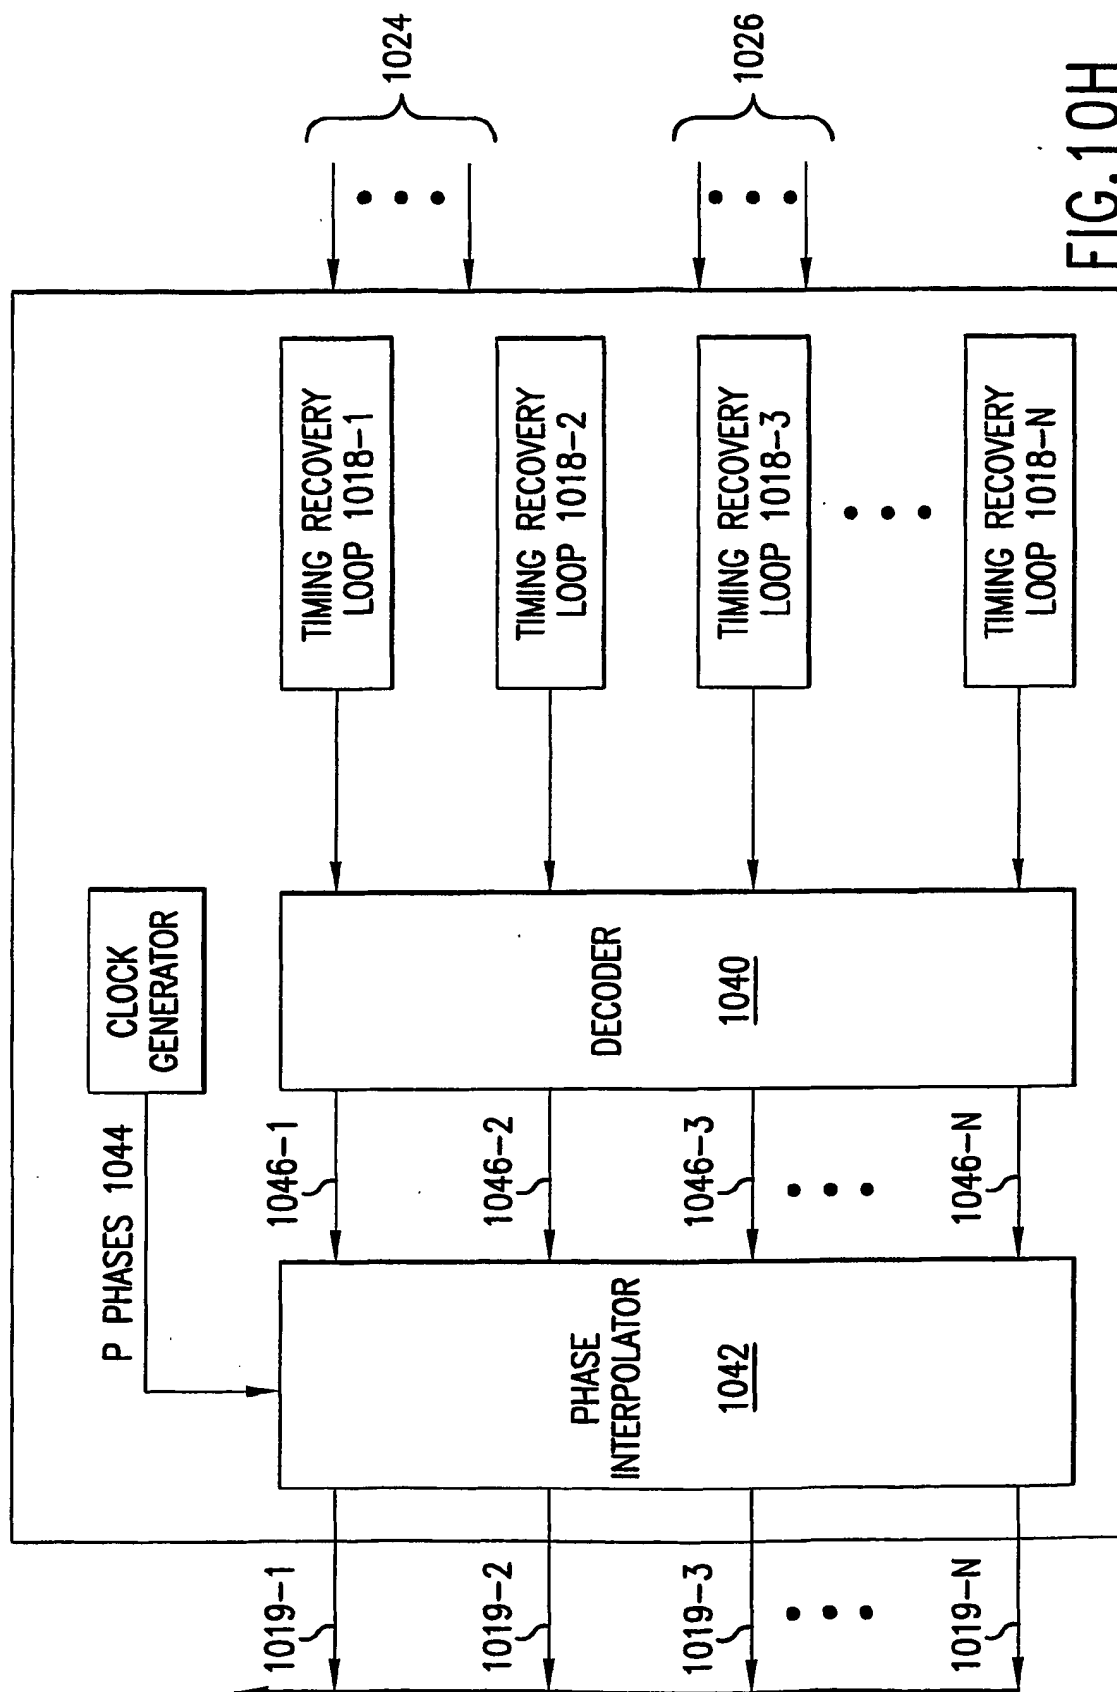 1024
1026
FIG.10H
TIMING RECOVERY
LOOP 1018-1
TIMING RECOVERY
LOOP 1018-2
TIMING RECOVERY
LOOP 1018-3
TIMING RECOVERY
LOOP 1018-N
CLOCK
GENERATOR
DECODER
1040
P PHASES 1044
1046-1
1046-2
1046-3
1046-N
PHASE
INTERPOLATOR
1042
1019-1
1019-2
1019-3
1019-N